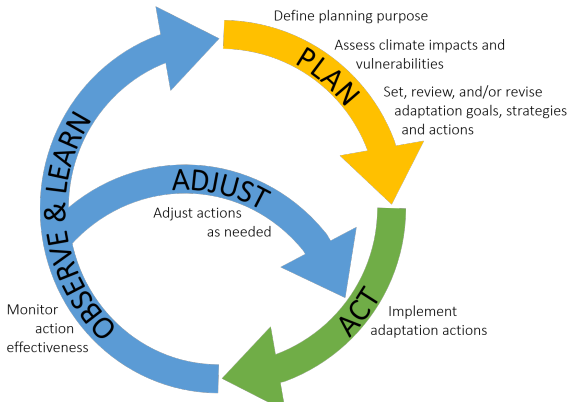 Define planning purpose
Assess climate impacts and
vulnerabilities
PLAN
Set, review, and/or revise
adaptation goals, strategies
and actions
OBSERVE & LEARN
ADJUST
Adjust actions
as needed
Monitor
action
effectiveness
ACT
Implement
adaptation actions